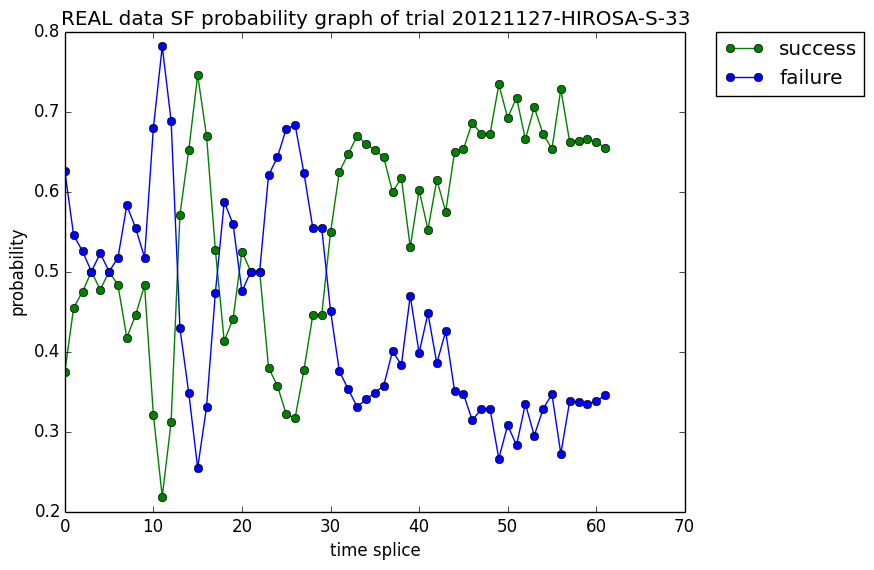 REAL data SF probability graph of trial 20121127-HIROSA-S-33
success
failure
0.8
0.7
0.6
0.5
0.4
0.3
0.2
probability
0 10 20 30 40 50 60 70
time splice